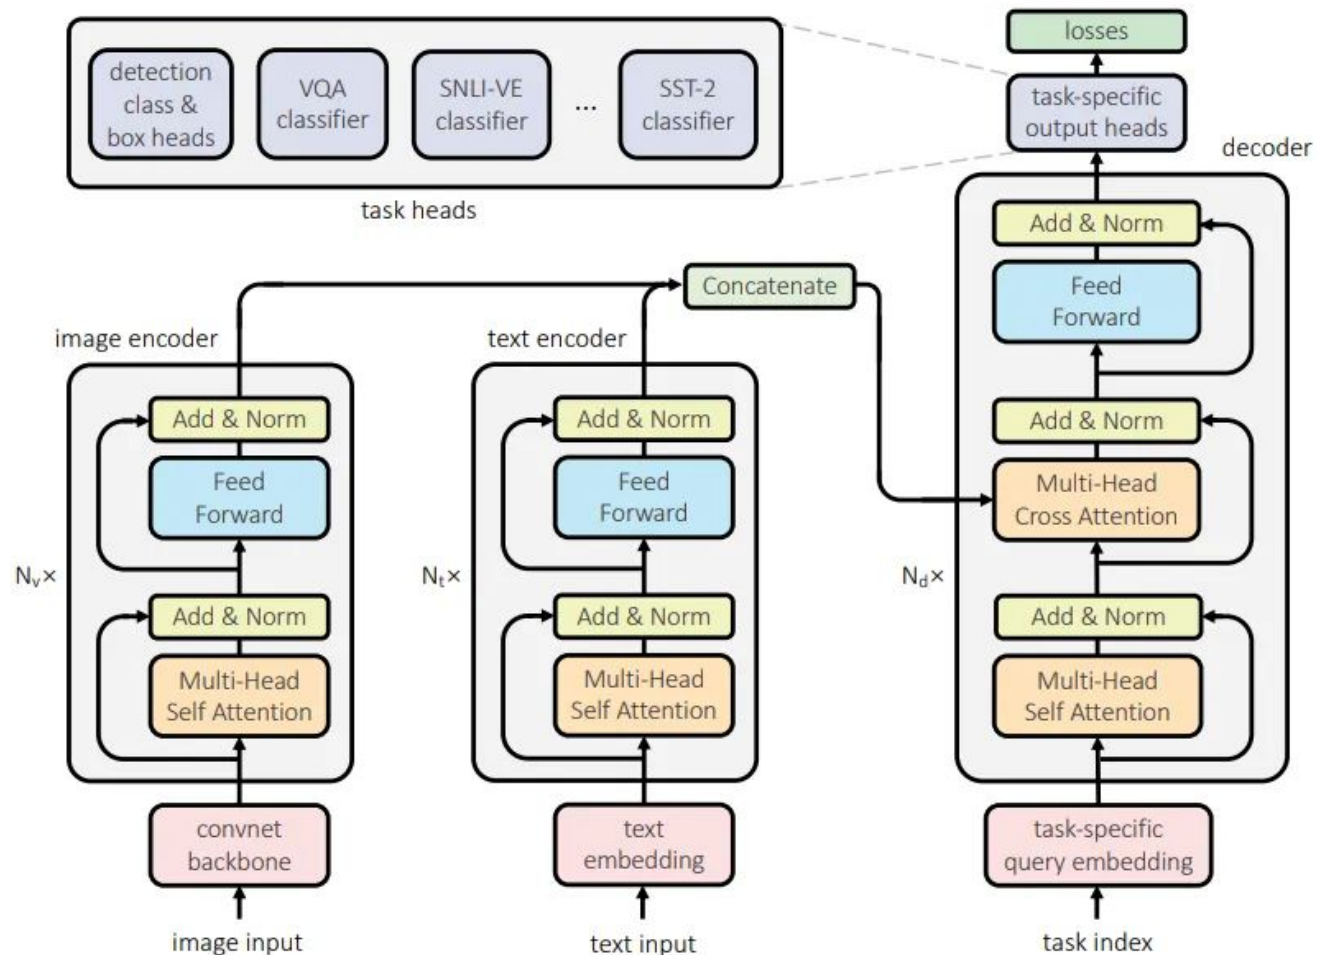 detection
class &
box heads
VQA
classifier
SNLI-VE
classifier
...
SST-2
classifier
task heads
losses
task-specific
output heads
decoder
Add & Norm
Feed
Forward
Add & Norm
Multi-Head
Cross Attention
Add & Norm
Multi-Head
Self Attention
N_d×
task-specific
query embedding
task index
Concatenate
image encoder
Add & Norm
Feed
Forward
N_v×
Add & Norm
Multi-Head
Self Attention
convnet
backbone
image input
text encoder
Add & Norm
Feed
Forward
N_t×
Add & Norm
Multi-Head
Self Attention
text
embedding
text input